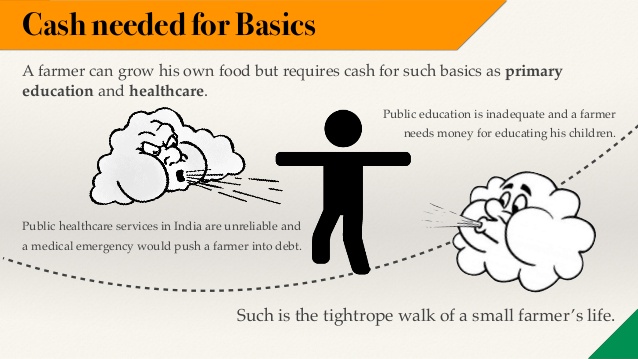 Cash needed for Basics
A farmer can grow his own food but requires cash for such basics as primary
education and healthcare.
Public education is inadequate and a farmer
needs money for educating his children.
Public healthcare services in India are unreliable and
a medical emergency would push a farmer into debt.
Such is the tightrope walk of a small farmer’s life.